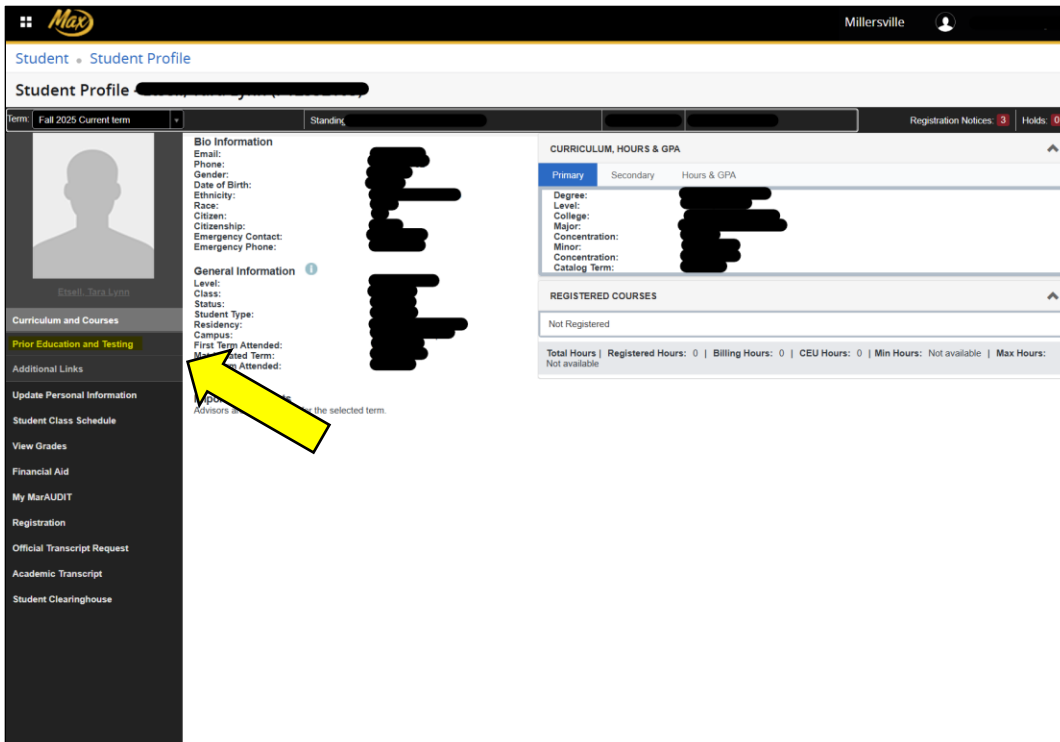 Max
Millersville
Student • Student Profile
Student Profile
Term: Fall 2025 Current term Standing Registration Notices: 3 Holds: 0
Etsell, Tara Lynn
Curriculum and Courses
Prior Education and Testing
Additional Links
Update Personal Information
Student Class Schedule
View Grades
Financial Aid
My MarAUDIT
Registration
Official Transcript Request
Academic Transcript
Student Clearinghouse
Bio Information
Email:
Phone:
Gender:
Date of Birth:
Ethnicity:
Race:
Citizen:
Citizenship:
Emergency Contact:
Emergency Phone:
General Information
Level:
Class:
Status:
Student Type:
Residency:
Campus:
First Term Attended:
Term:
Attended:
Advisors for the selected term.
CURRICULUM, HOURS & GPA
Primary Secondary Hours & GPA
Degree:
Level:
College:
Major:
Concentration:
Minor:
Concentration:
Catalog Term:
REGISTERED COURSES
Not Registered
Total Hours | Registered Hours: 0 | Billing Hours: 0 | CEU Hours: 0 | Min Hours: Not available | Max Hours:
Not available